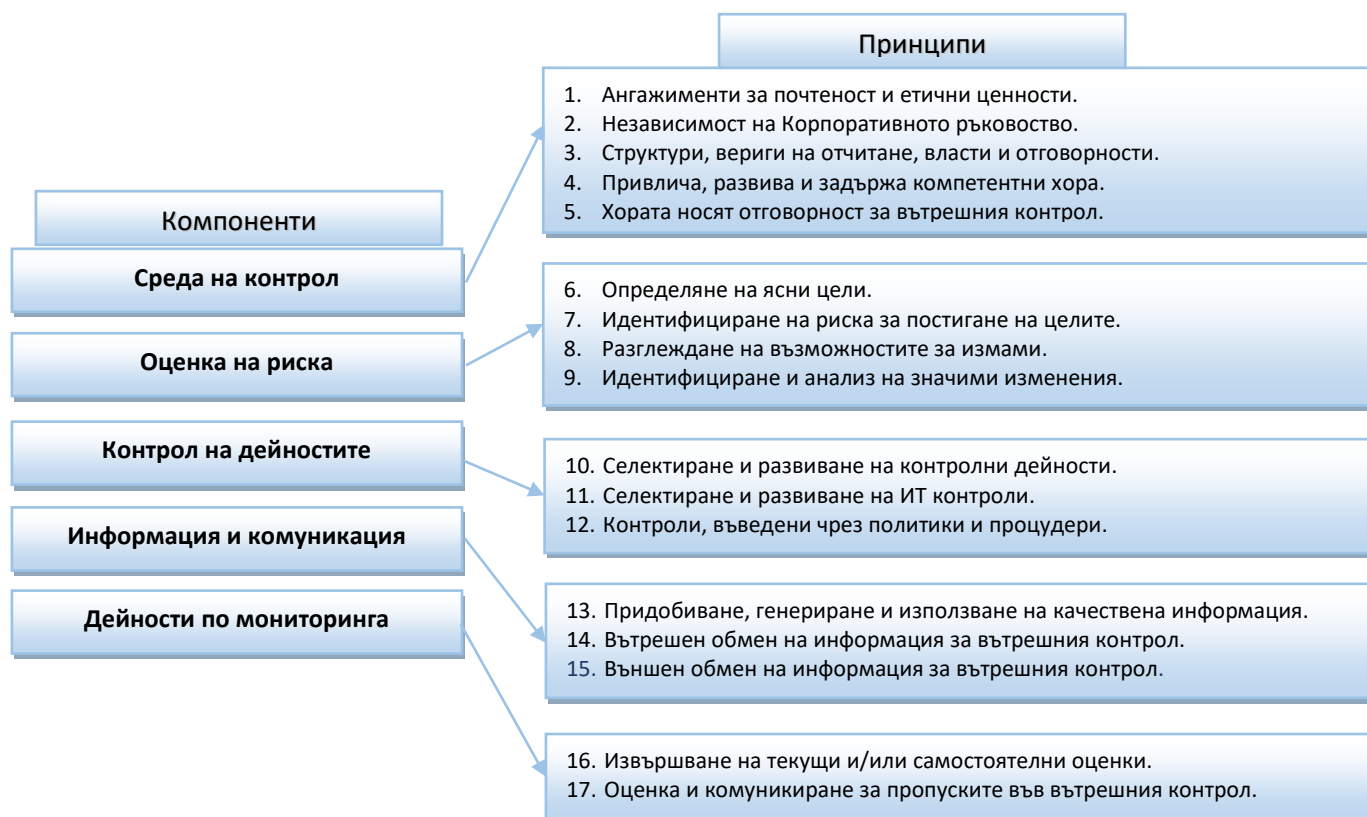 Принципи
1. Ангажименти за почтеност и етични ценности.
2. Независимост на Корпоративното ръковоство.
3. Структури, вериги на отчитане, власти и отговорности.
4. Привлича, развива и задържа компетентни хора.
5. Хората носят отговорност за вътрешния контрол.
Компоненти
Среда на контрол
6. Определяне на ясни цели.
7. Идентифициране на риска за постигане на целите.
8. Разглеждане на възможностите за измами.
9. Идентифициране и анализ на значими изменения.
Оценка на риска
Контрол на дейностите
10. Селектиране и развиване на контролни дейности.
11. Селектиране и развиване на ИТ контроли.
12. Контроли, въведени чрез политики и процудери.
Информация и комуникация
Дейности по мониторинга
13. Придобиване, генериране и използване на качествена информация.
14. Вътрешен обмен на информация за вътрешния контрол.
15. Външен обмен на информация за вътрешния контрол.
16. Извършване на текущи и/или самостоятелни оценки.
17. Оценка и комуникиране за пропуските във вътрешния контрол.